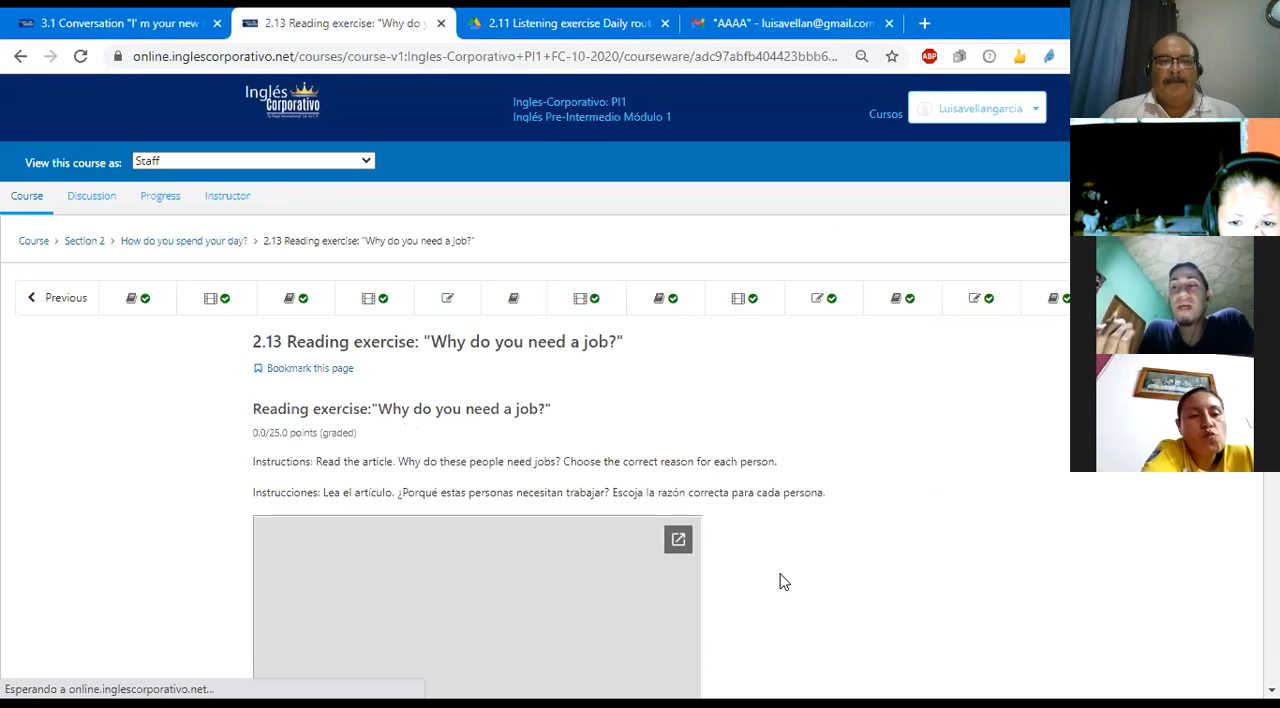 3.1 Conversation "I' m your new
2.13 Reading exercise: "Why do y
2.11 Listening exercise Daily rout
"AAAA" - luisavellan@gmail.com
online.inglescorporativo.net/courses/course-v1:Ingles-Corporativo+PI1+FC-10-2020/courseware/adc97abfb404423bbb6...
ABP
Inglés
Corporativo
Ingles-Corporativo: PI1
Inglés Pre-Intermedio Módulo 1
Cursos
Luisavellangarcia
View this course as:
Staff
Course
Discussion
Progress
Instructor
Course > Section 2 > How do you spend your day? > 2.13 Reading exercise: "Why do you need a job?"
Previous
2.13 Reading exercise: "Why do you need a job?"
Bookmark this page
Reading exercise:"Why do you need a job?"
0.0/25.0 points (graded)
Instructions: Read the article. Why do these people need jobs? Choose the correct reason for each person.
Instrucciones: Lea el artículo. ¿Porqué estas personas necesitan trabajar? Escoja la razón correcta para cada persona.
Esperando a online.inglescorporativo.net...